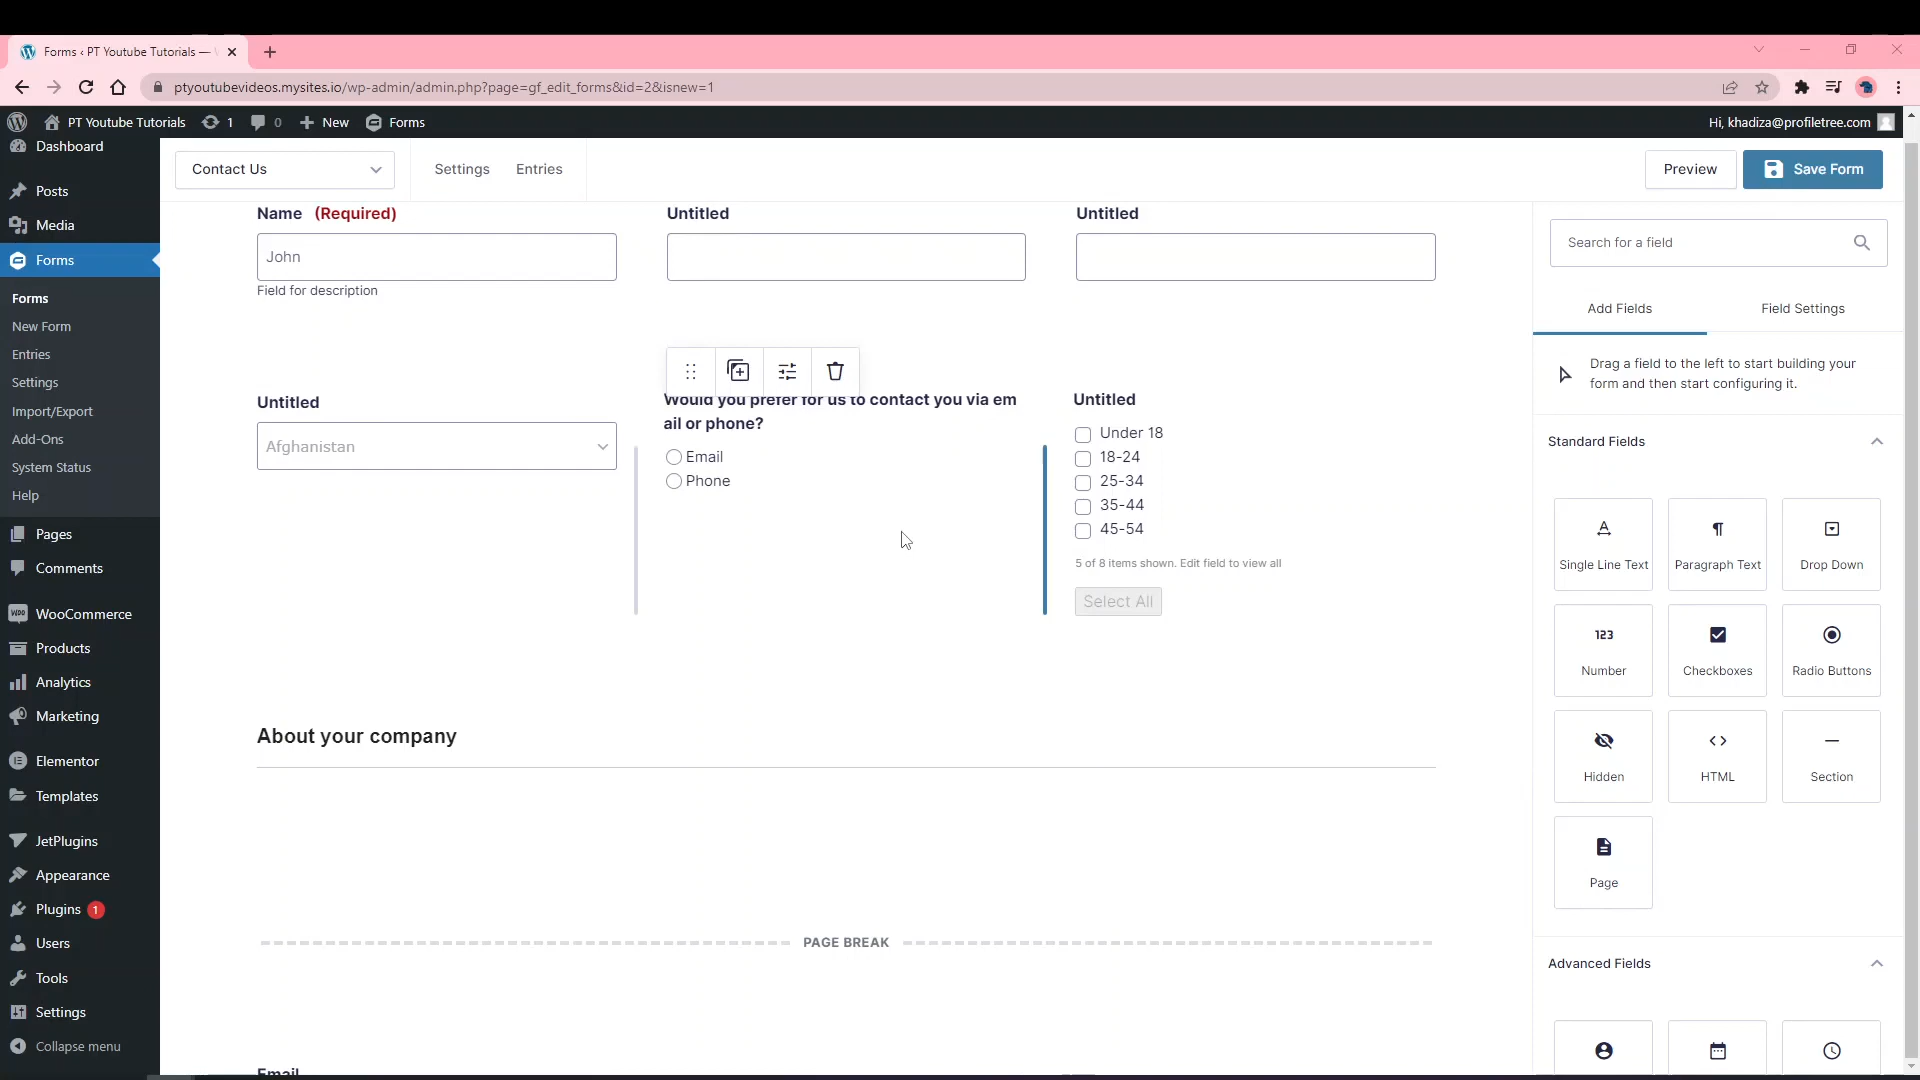 Forms ‹ PT Youtube Tutorials —
ptyoutubevideos.mysites.io/wp-admin/admin.php?page=gf_edit_forms&id=2&isnew=1
PT Youtube Tutorials
1
0
New
Forms
Hi, khadiza@profiletree.com
Dashboard
Posts
Media
Forms
Forms
New Form
Entries
Settings
Import/Export
Add-Ons
System Status
Help
Pages
Comments
WooCommerce
Products
Analytics
Marketing
Elementor
Templates
JetPlugins
Appearance
Plugins 1
Users
Tools
Settings
Collapse menu
Contact Us
Settings
Entries
Preview
Save Form
Name (Required)
John
Field for description
Untitled
Untitled
Untitled
Afghanistan
Would you prefer for us to contact you via em
ail or phone?
Email
Phone
Untitled
Under 18
18-24
25-34
35-44
45-54
5 of 8 items shown. Edit field to view all
Select All
About your company
PAGE BREAK
Email
Search for a field
Add Fields
Field Settings
Drag a field to the left to start building your
form and then start configuring it.
Standard Fields
Single Line Text
Paragraph Text
Drop Down
123
Number
Checkboxes
Radio Buttons
Hidden
HTML
Section
Page
Advanced Fields